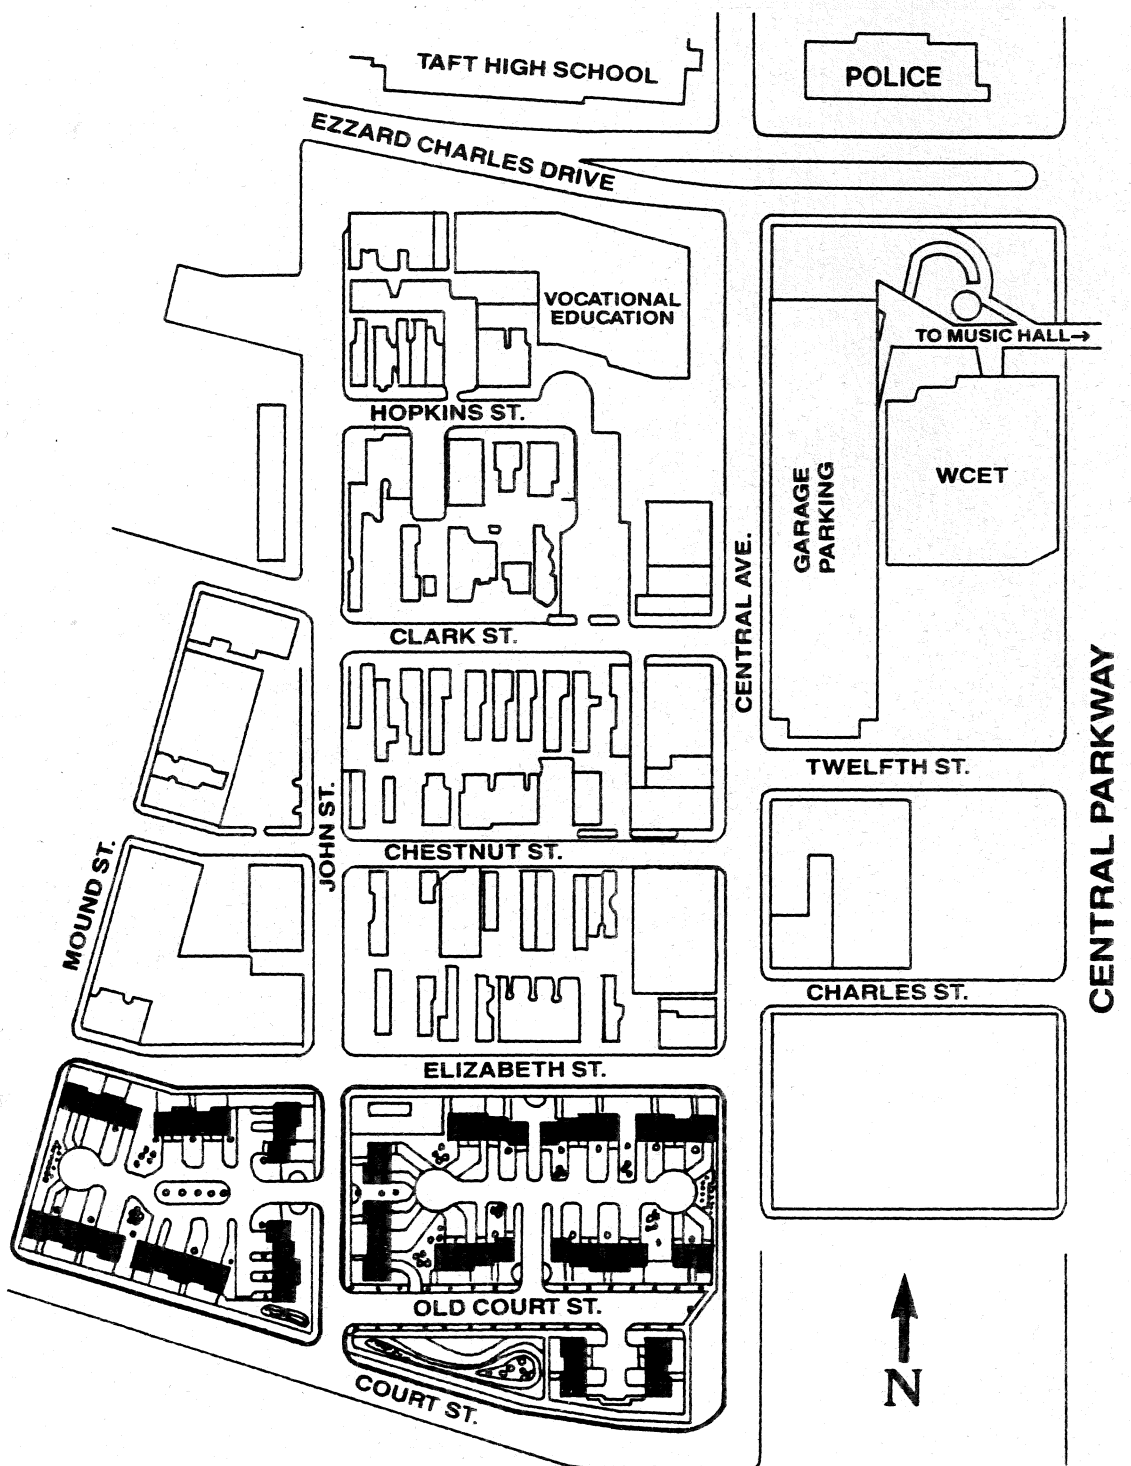 TAFT HIGH SCHOOL
POLICE
EZZARD CHARLES DRIVE
VOCATIONAL
EDUCATION
TO MUSIC HALL→
HOPKINS ST.
WCET
GARAGE
PARKING
CENTRAL AVE.
CLARK ST.
CENTRAL PARKWAY
TWELFTH ST.
JOHN ST.
CHESTNUT ST.
MOUND ST.
CHARLES ST.
ELIZABETH ST.
OLD COURT ST.
COURT ST.
N